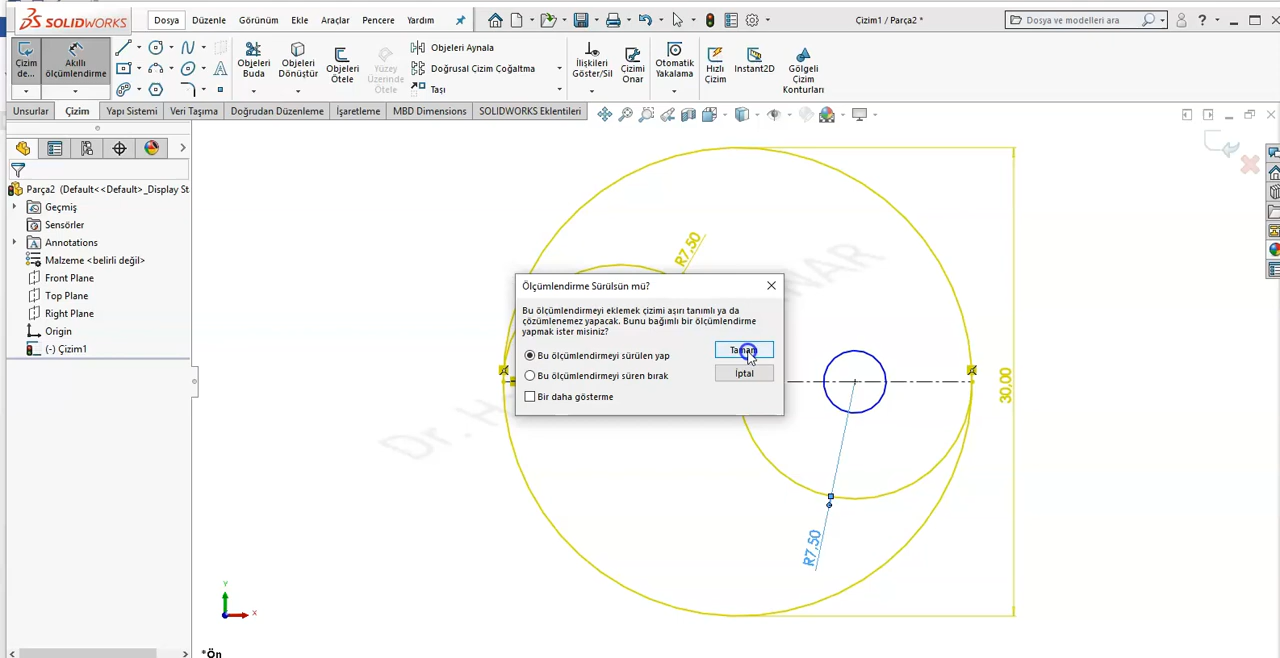 SOLIDWORKS
Dosya Düzenle Görünüm Ekle Araçlar Pencere Yardım
Çizim1 / Parça2 *
Dosya ve modelleri ara
?
Çizim de...
Akıllı ölçümlendirme
Objeleri Buda
Objeleri Dönüştür
Objeleri Ötele
Yüzey Üzerinde Ötele
Objeleri Aynala
Doğrusal Çizim Çoğaltma
Taşı
İlişkileri Göster/Sil
Çizimi Onar
Otomatik Yakalama
Hızlı Çizim
Instant2D
Gölgeli Çizim Konturları
Unsurlar Çizim Yapı Sistemi Veri Taşıma Doğrudan Düzenleme İşaretleme MBD Dimensions SOLIDWORKS Eklentileri
Parça2 (Default<<Default>_Display St
Geçmiş
Sensörler
Annotations
Malzeme <belirli değil>
Front Plane
Top Plane
Right Plane
Origin
(-) Çizim1
R7,50
Ölçümlendirme Sürülsün mü?
Bu ölçümlendirmeyi eklemek çizimi aşırı tanımlı ya da
çözümlenemez yapacak. Bunu bağımlı bir ölçümlendirme
yapmak ister misiniz?
Bu ölçümlendirmeyi sürülen yap
Tamam
Bu ölçümlendirmeyi süren bırak
İptal
Bir daha gösterme
30,00
R7,50
Dr. H
Y
X
*Ön